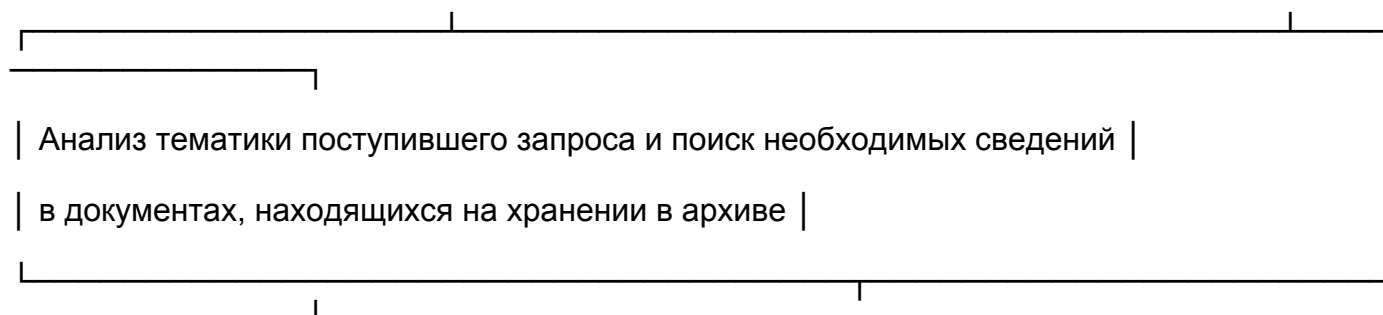 │ Анализ тематики поступившего запроса и поиск необходимых сведений │
│ в документах, находящихся на хранении в архиве │